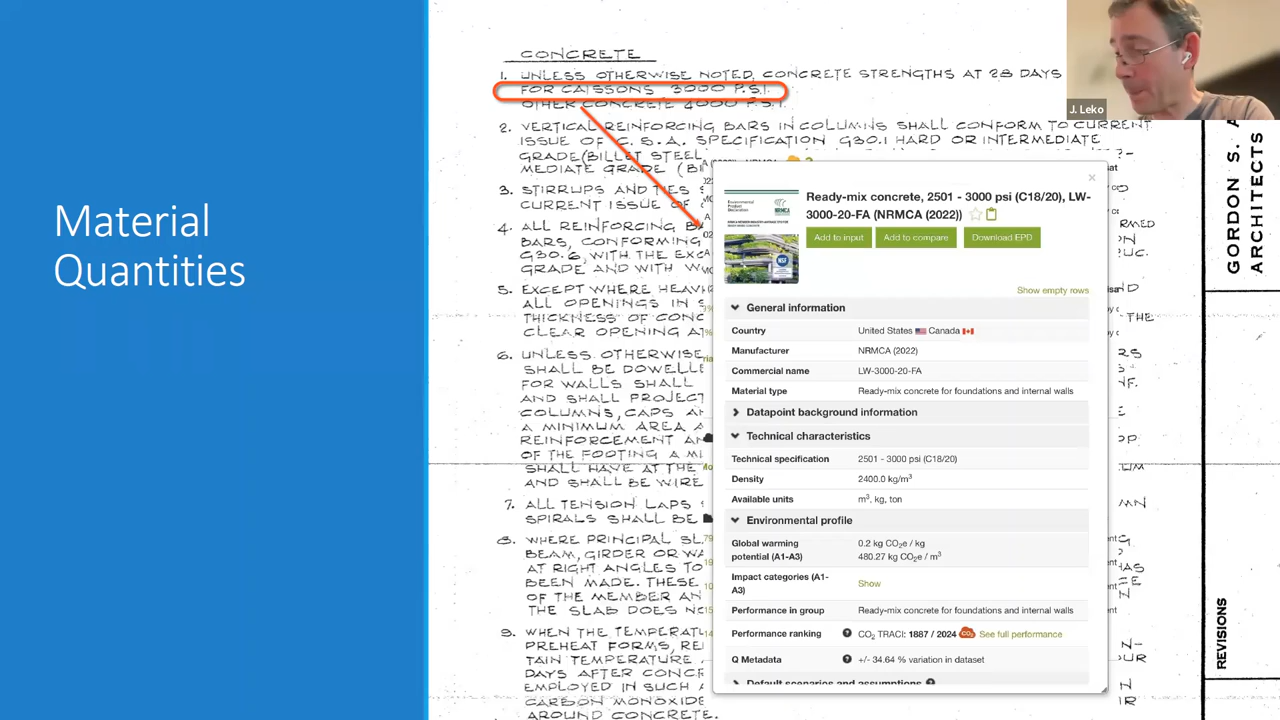 Material
Quantities
CONCRETE
1. UNLESS OTHERWISE NOTED, CONCRETE STRENGTHS AT 28 DAYS
FOR CAISSONS 3000 P.S.I.
OTHER CONCRETE 4000 P.S.I.
2. VERTICAL REINFORCING BARS IN COLUMNS SHALL CONFORM TO CURRENT
ISSUE OF C.S.A. SPECIFICATION G30.1 HARD OR INTERMEDIATE
GRADE (BILLET STEEL
MEDIATE GRADE
3. STIRRUPS AND TIES
CURRENT ISSUE OF
4. ALL REINFORCING
BARS, CONFORMING
G30.6, WITH THE
GRADE AND WITH
5. EXCEPT WHERE
ALL OPENINGS IN
THICKNESS OF
CLEAR OPENING
6. UNLESS OTHERWISE
SHALL BE DOWELLE
FOR WALLS SHALL
AND SHALL PROJECT
COLUMNS, CAPS
A MINIMUM AREA
REINFORCEMENT
OF THE FOOTING A
SHALL HAVE AT THE
AND SHALL BE WIRE
7. ALL TENSION LAPS
SPIRALS SHALL BE
8. WHERE PRINCIPAL
BEAM, GIRDER OR
AT RIGHT ANGLES TO
BEEN MADE. THESE
OF THE MEMBER
THE SLAB DOES
9. WHEN THE
PREHEAT FORMS,
TAIN TEMPERATURE
DAYS AFTER
EMPLOYED IN SUCH
CARBON MONOXIDE
AROUND CONCRETE.
J. Leko
GORDON S. A
ARCHITECTS
REVISIONS
×
Environmental
Product
Declaration
NRMCA
NSF
Ready-mix concrete, 2501 - 3000 psi (C18/20), LW-
3000-20-FA (NRMCA (2022))
Add to input Add to compare Download EPD
Show empty rows
General information
Country United States Canada
Manufacturer NRMCA (2022)
Commercial name LW-3000-20-FA
Material type Ready-mix concrete for foundations and internal walls
Datapoint background information
Technical characteristics
Technical specification 2501 - 3000 psi (C18/20)
Density 2400.0 kg/m³
Available units m³, kg, ton
Environmental profile
Global warming 0.2 kg CO₂e / kg
potential (A1-A3) 480.27 kg CO₂e / m³
Impact categories (A1- Show
A3)
Performance in group Ready-mix concrete for foundations and internal walls
Performance ranking CO₂ TRACI: 1887 / 2024 CO₂ See full performance
Q Metadata +/- 34.64 % variation in dataset
Default scenarios and assumptions